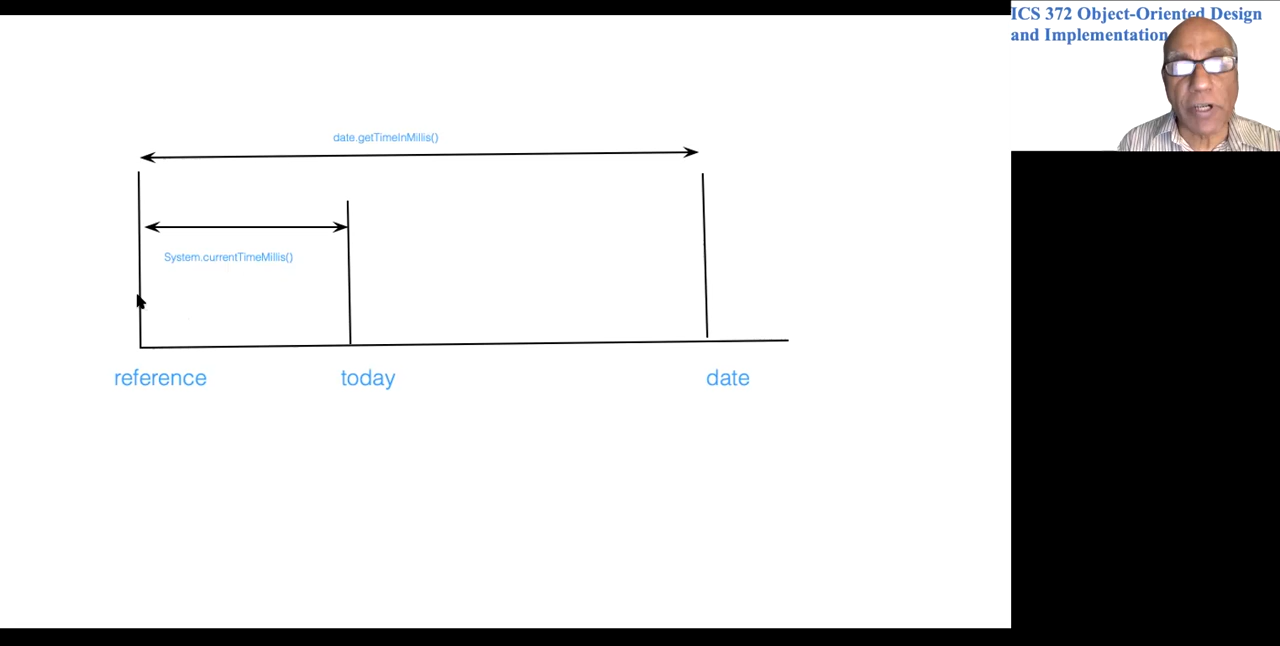 ICS 372 Object-Oriented Design
and Implementation
date.getTimeInMillis()
System.currentTimeMillis()
reference
today
date